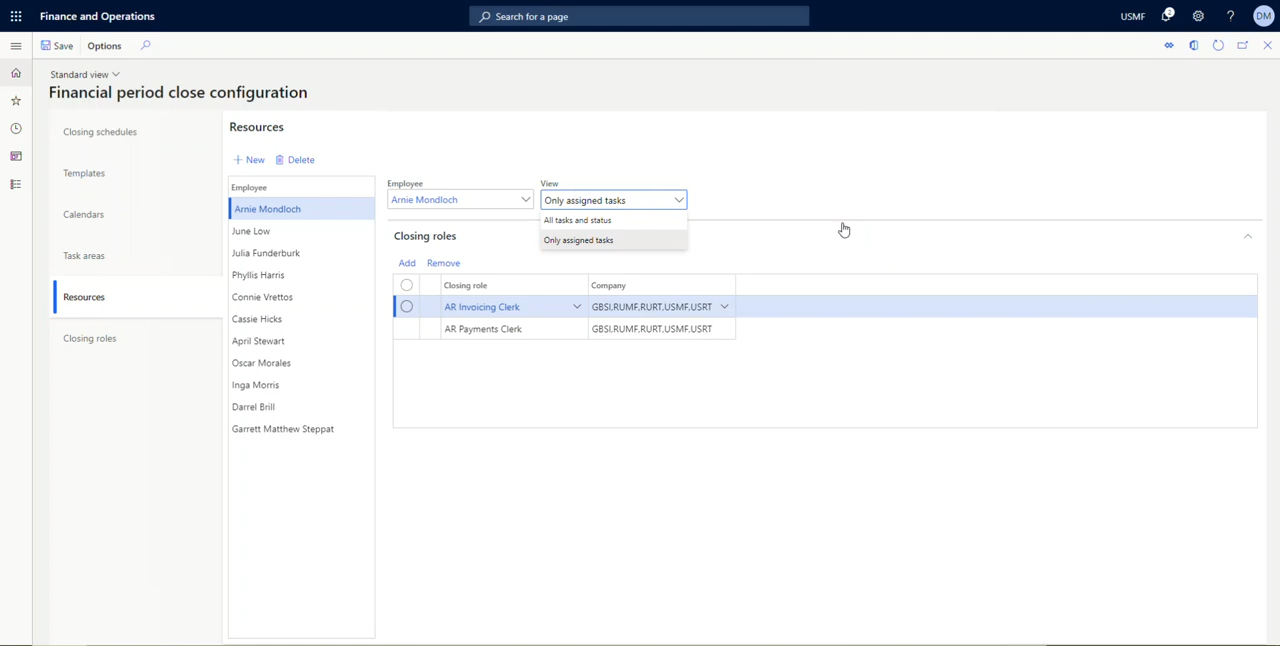 Finance and Operations
Search for a page
USMF
2
?
DM
Save
Options
Standard view
Financial period close configuration
Closing schedules
Templates
Calendars
Task areas
Resources
Closing roles
Resources
New
Delete
Employee
Arnie Mondloch
June Low
Julia Funderburk
Phyllis Harris
Connie Vrettos
Cassie Hicks
April Stewart
Oscar Morales
Inga Morris
Darrel Brill
Garrett Matthew Steppat
Employee
Arnie Mondloch
View
Only assigned tasks
All tasks and status
Only assigned tasks
Closing roles
Add
Remove
Closing role
Company
AR Invoicing Clerk
GBSI,RUMF,RURT,USMF,USRT
AR Payments Clerk
GBSI,RUMF,RURT,USMF,USRT